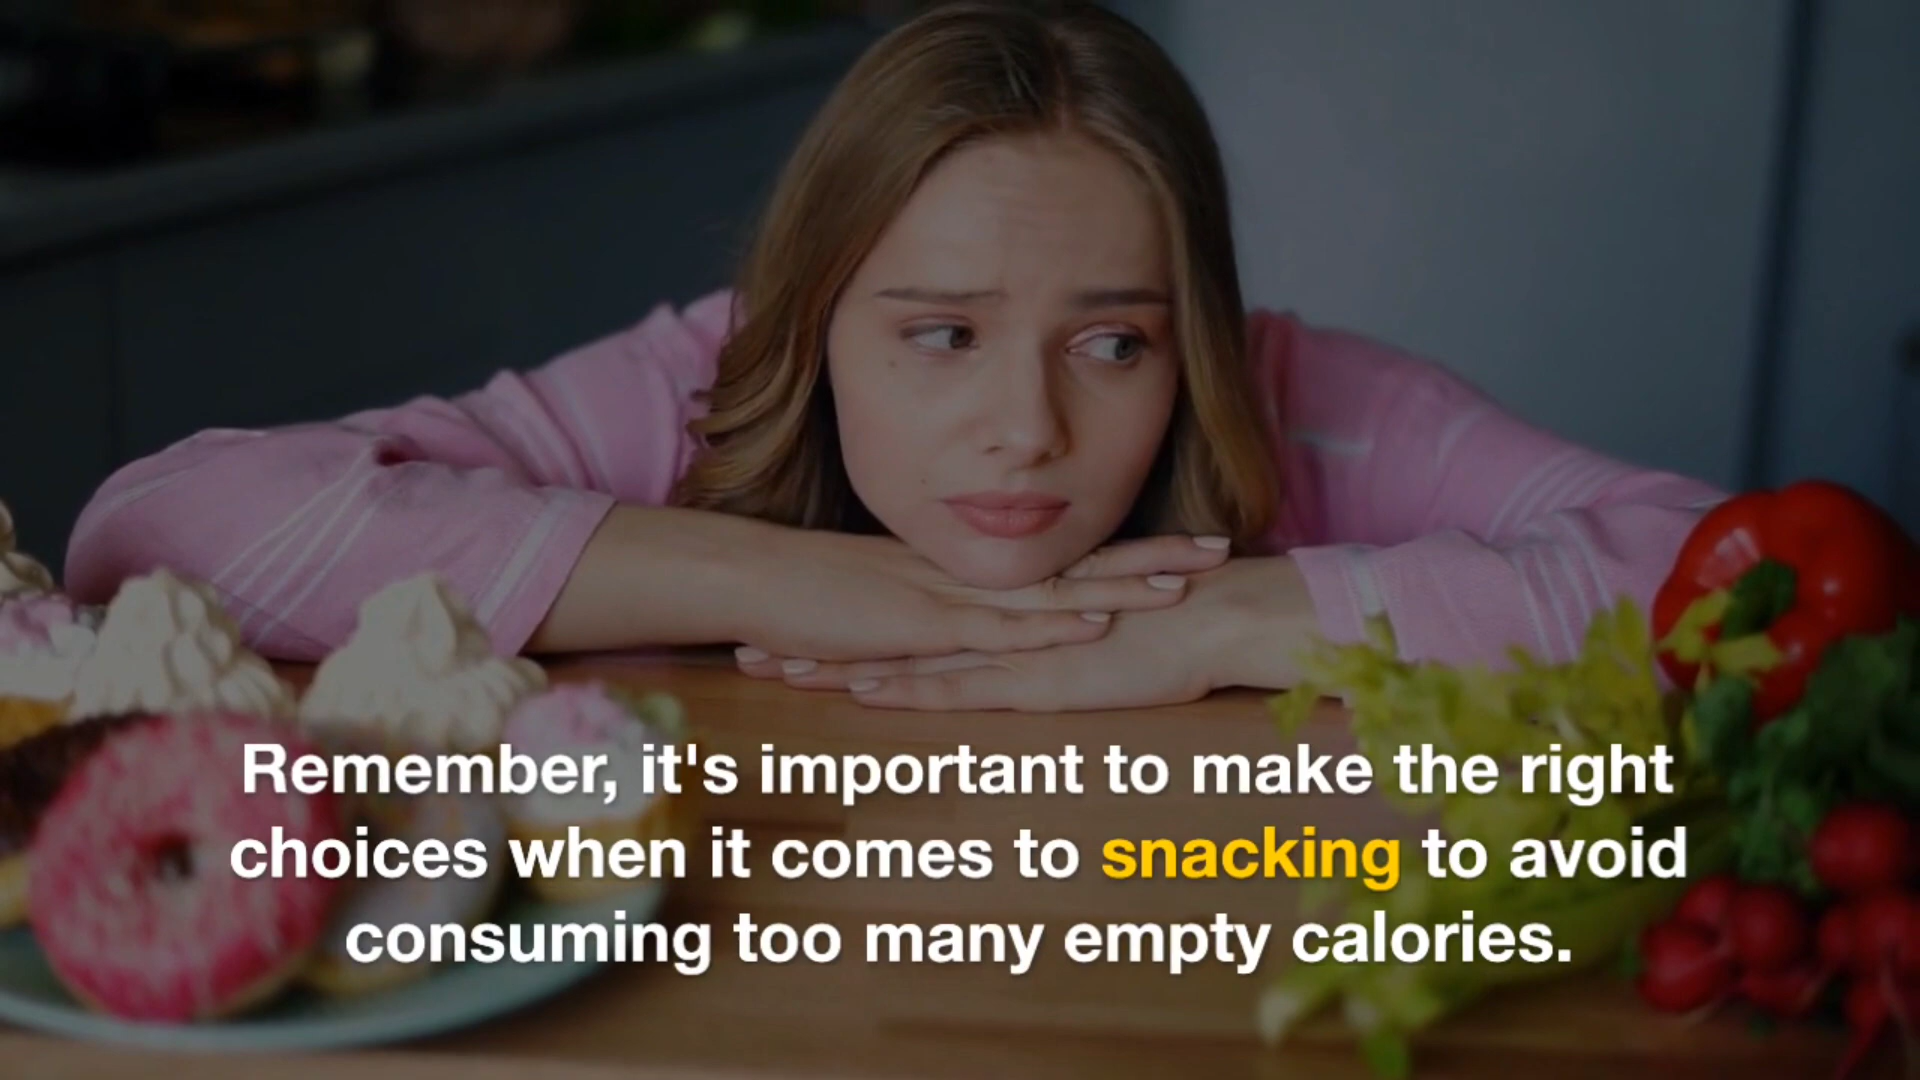 Remember, it's important to make the right
choices when it comes to snacking to avoid
consuming too many empty calories.